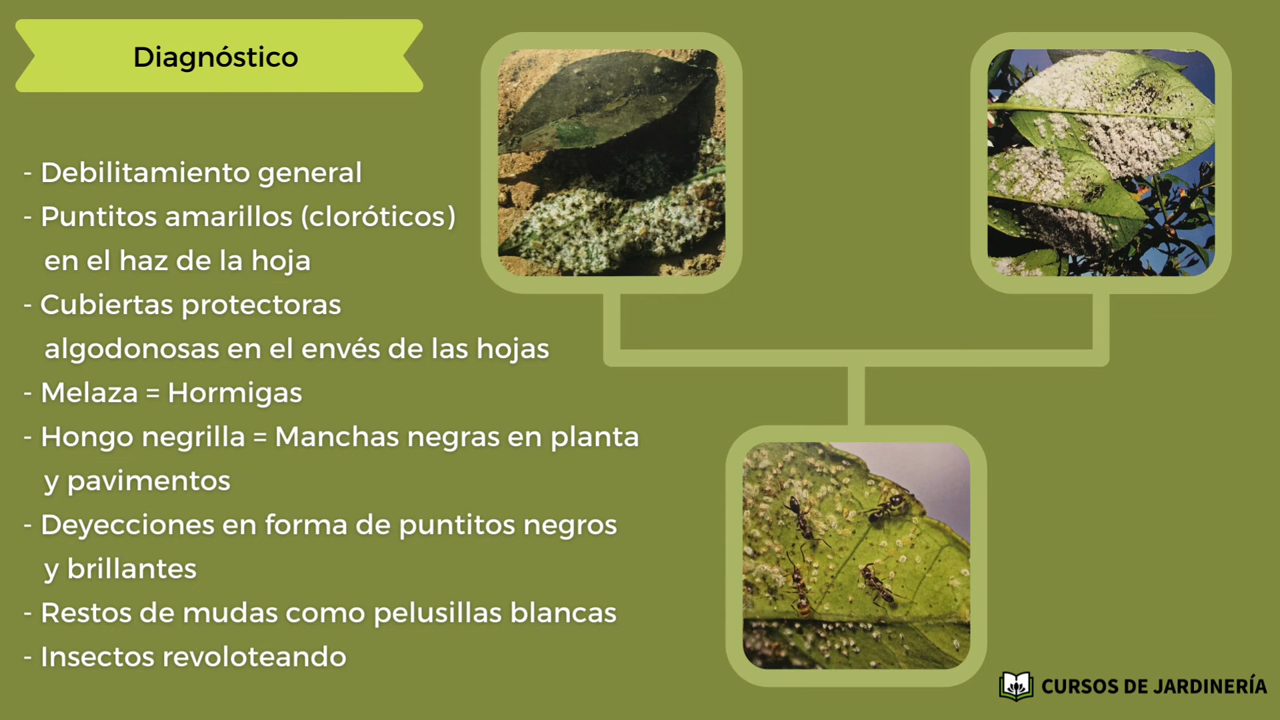 Diagnóstico
- Debilitamiento general
- Puntitos amarillos (cloróticos)
en el haz de la hoja
- Cubiertas protectoras
algodonosas en el envés de las hojas
- Melaza = Hormigas
- Hongo negrilla = Manchas negras en planta
y pavimentos
- Deyecciones en forma de puntitos negros
y brillantes
- Restos de mudas como pelusillas blancas
- Insectos revoloteando
CURSOS DE JARDINERÍA